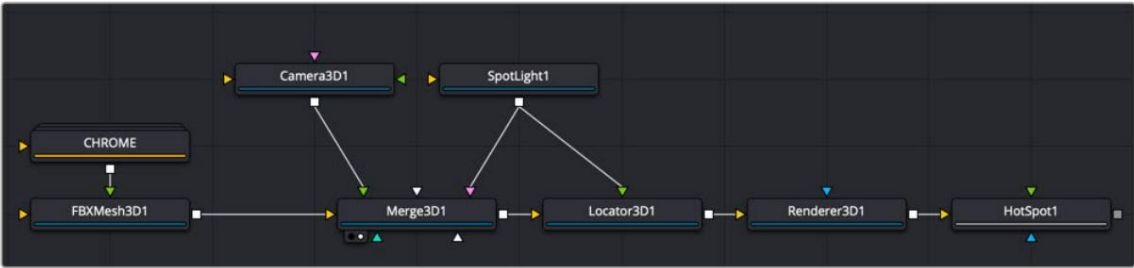 Camera3D1
SpotLight1
CHROME
FBXMesh3D1
Merge3D1
Locator3D1
Renderer3D1
HotSpot1